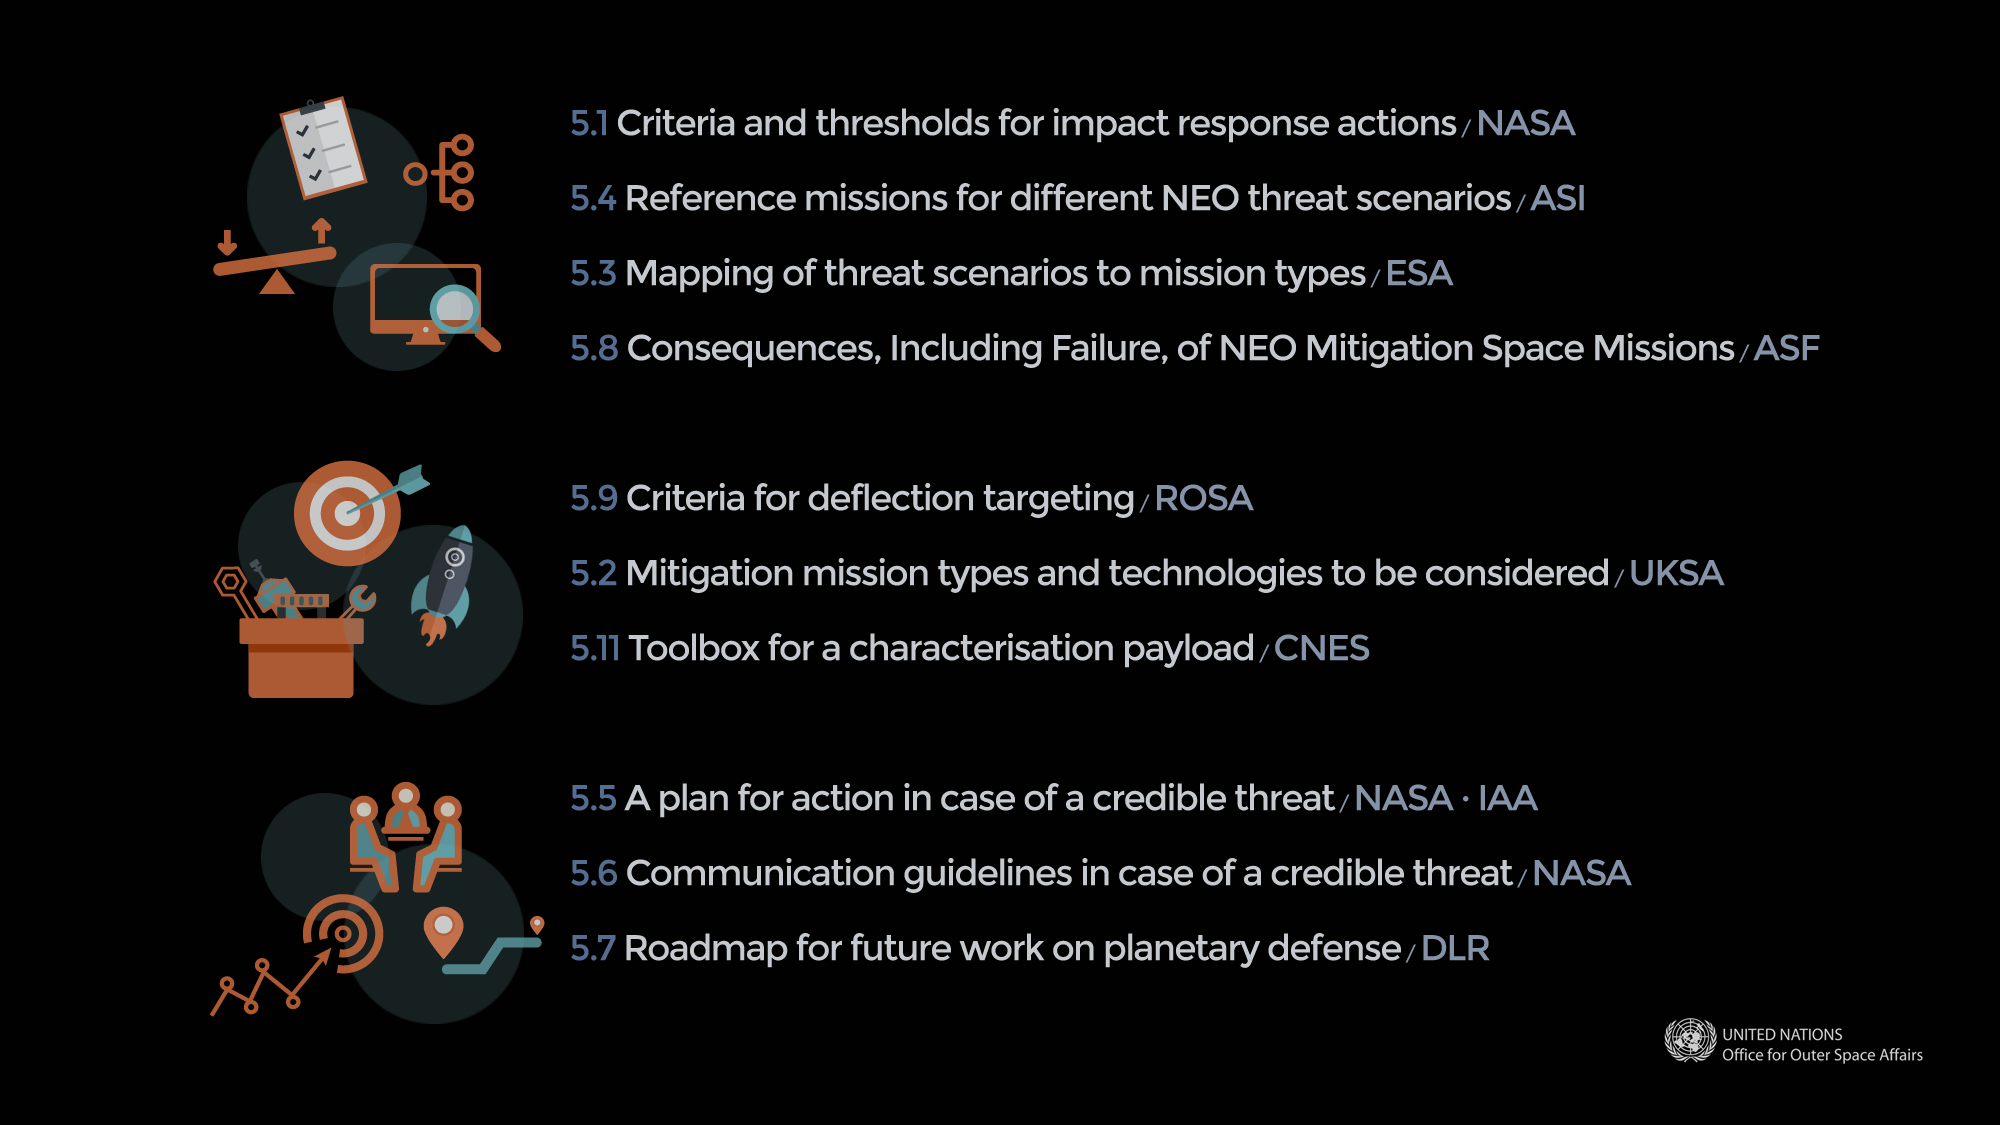 5.1 Criteria and thresholds for impact response actions / NASA
5.4 Reference missions for different NEO threat scenarios / ASI
5.3 Mapping of threat scenarios to mission types / ESA
5.8 Consequences, Including Failure, of NEO Mitigation Space Missions / ASF
5.9 Criteria for deflection targeting / ROSA
5.2 Mitigation mission types and technologies to be considered / UKSA
5.11 Toolbox for a characterisation payload / CNES
5.5 A plan for action in case of a credible threat / NASA · IAA
5.6 Communication guidelines in case of a credible threat / NASA
5.7 Roadmap for future work on planetary defense / DLR
UNITED NATIONS
Office for Outer Space Affairs